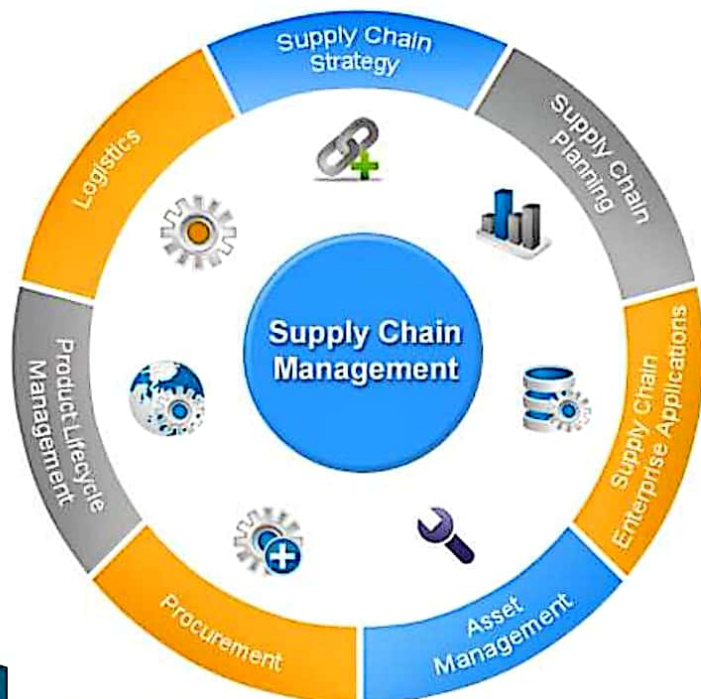 Supply Chain
Strategy
Supply Chain
Planning
Supply Chain
Enterprise Applications
Asset
Management
Procurement
Product Lifecycle
Management
Logistics
Supply Chain
Management